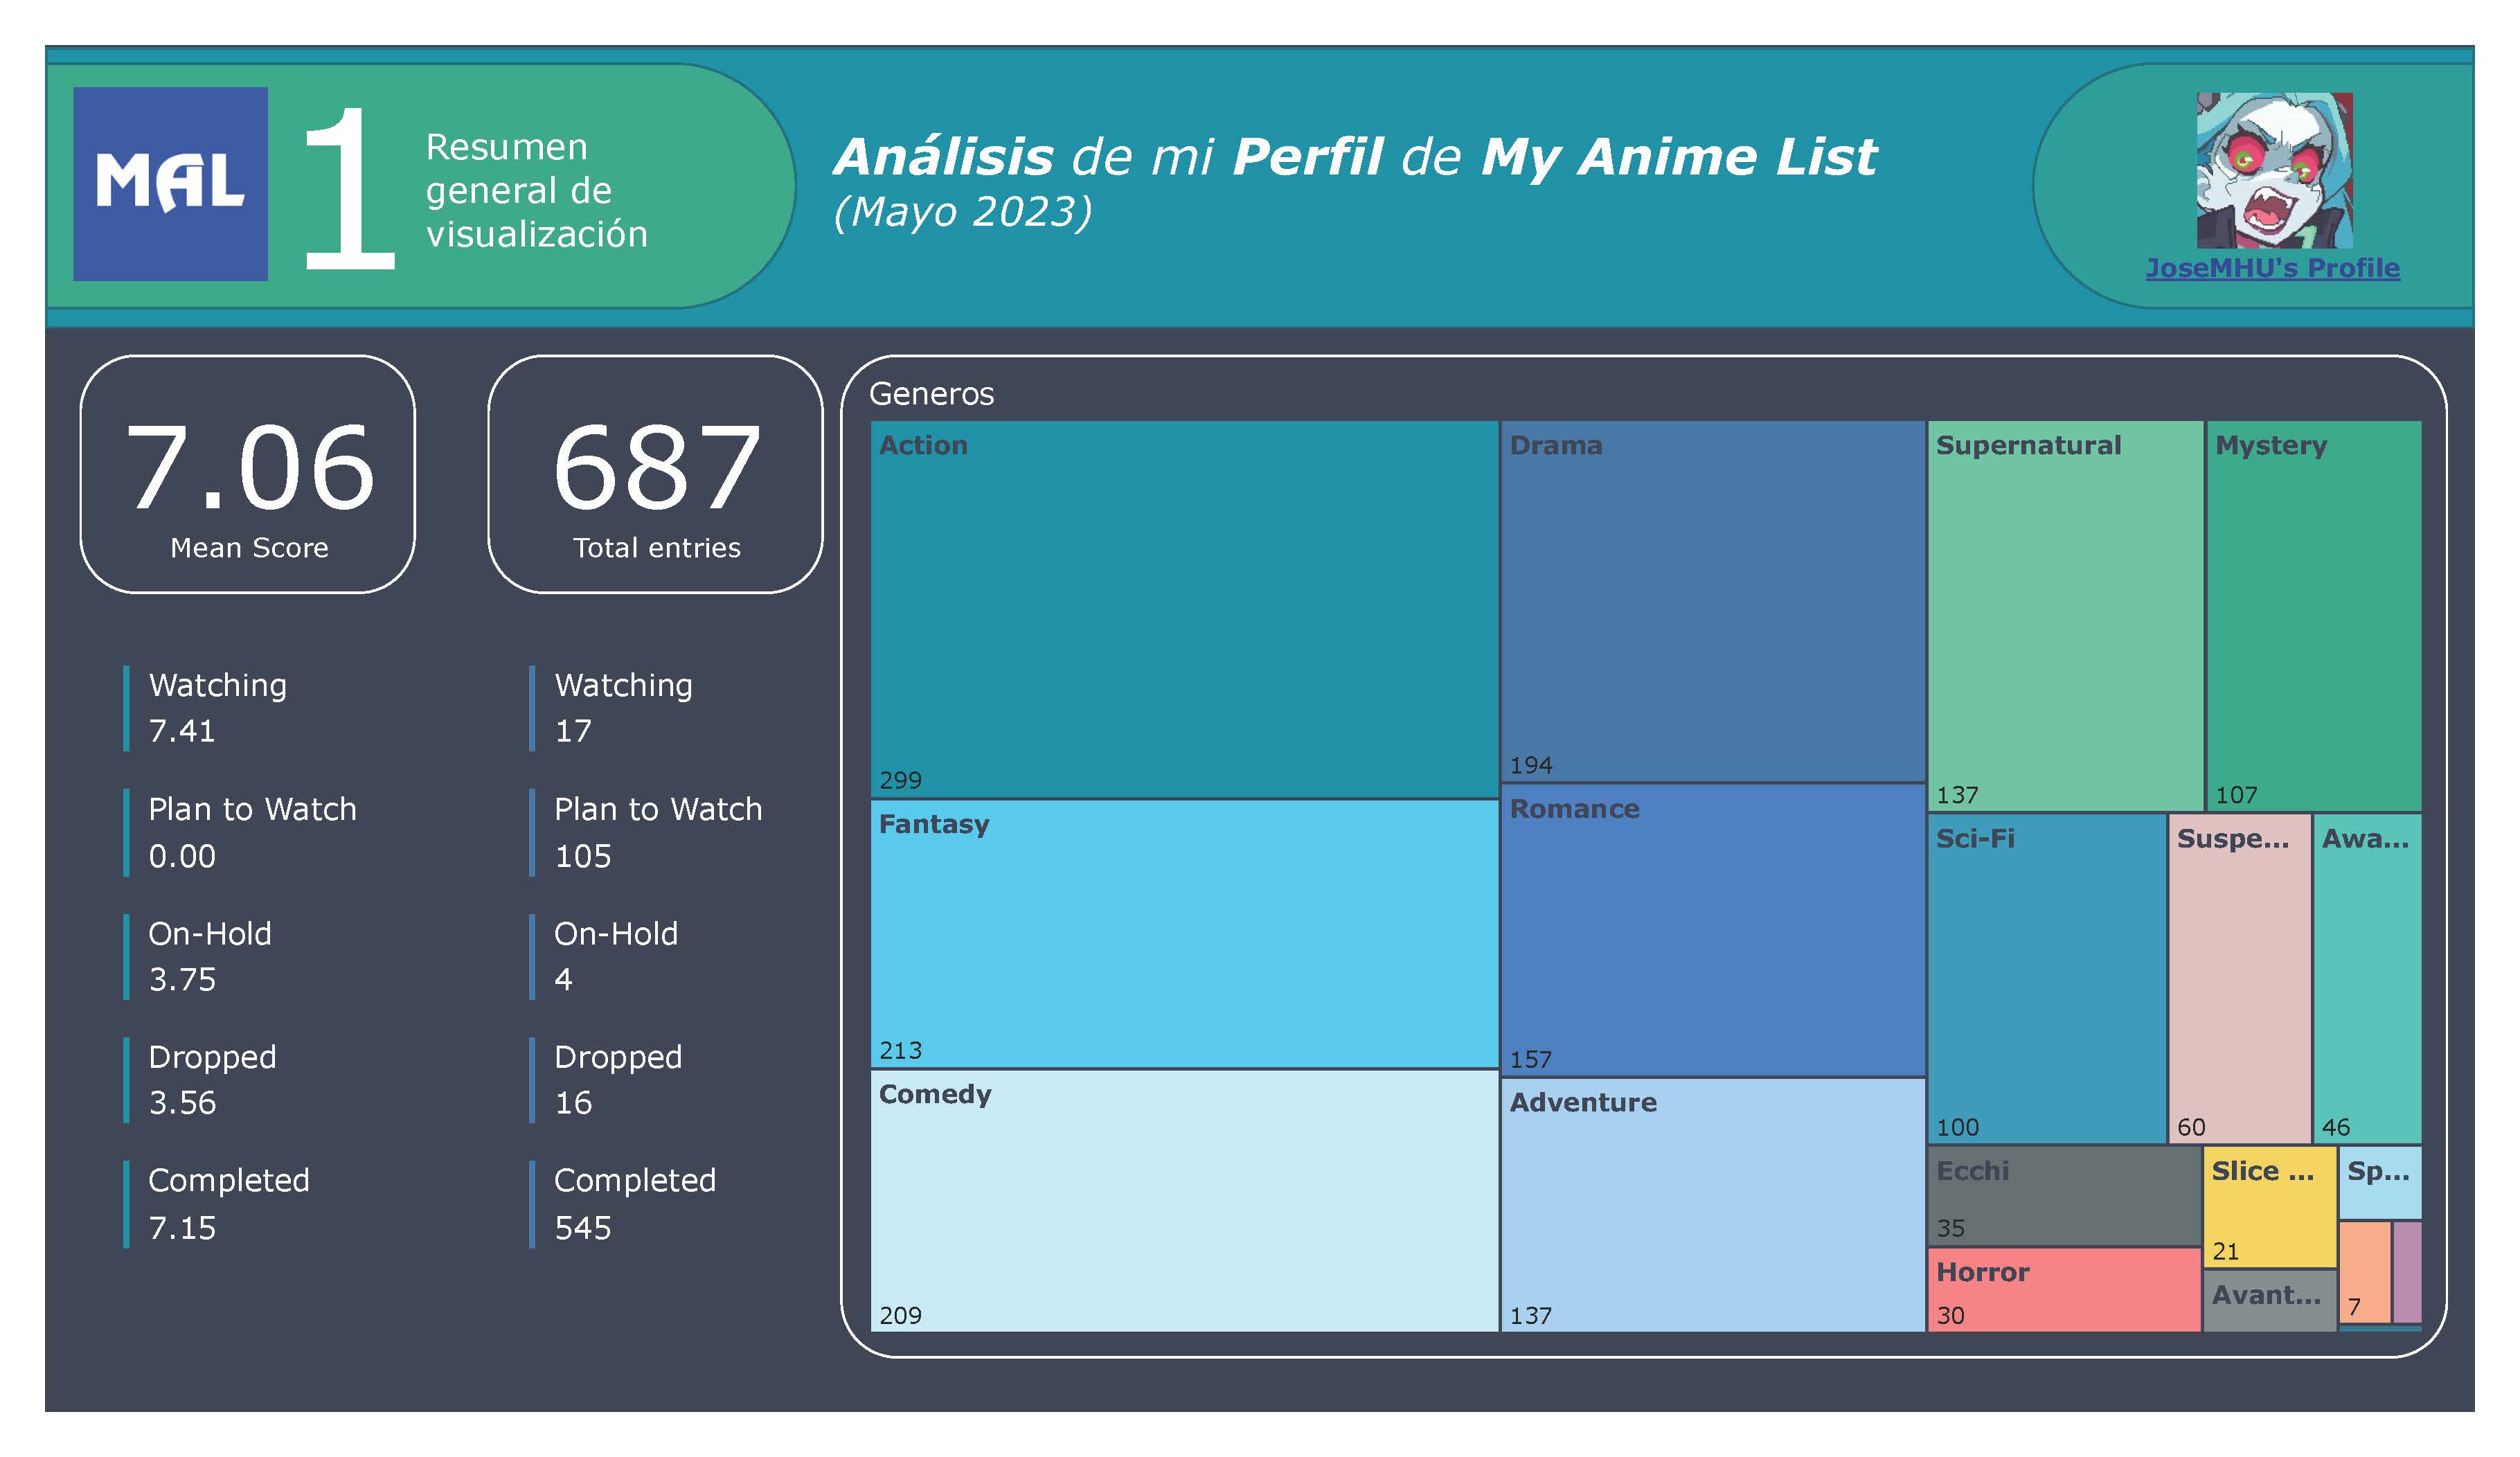 MAL
1
Resumen
general de
visualización
Análisis de mi Perfil de My Anime List
(Mayo 2023)
JoseMHU's Profile
7.06
Mean Score
687
Total entries
Watching
7.41
Plan to Watch
0.00
On-Hold
3.75
Dropped
3.56
Completed
7.15
Watching
17
Plan to Watch
105
On-Hold
4
Dropped
16
Completed
545
Generos
Action
299
Fantasy
213
Comedy
209
Drama
194
Romance
157
Adventure
137
Supernatural
137
Mystery
107
Sci-Fi
100
Suspe...
60
Awa...
46
Ecchi
35
Horror
30
Slice ...
21
Avant...
Sp...
7